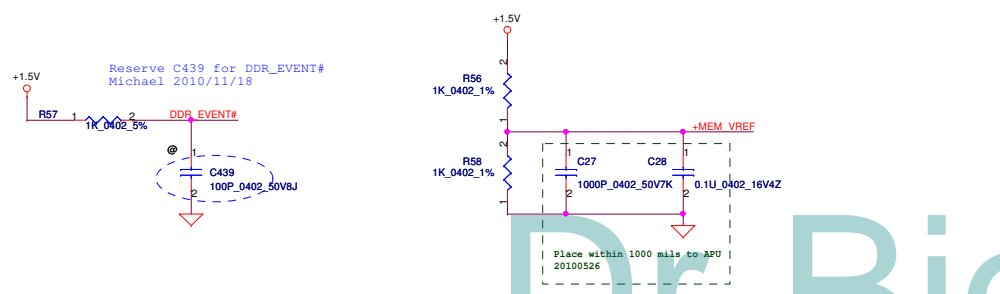 +1.5V
Reserve C439 for DDR_EVENT#
Michael 2010/11/18
R57
1
2
1K_0402_5%
DDR_EVENT#
@
1
C439
100P_0402_50V8J
2
+1.5V
2
R56
1K_0402_1%
1
+MEM_VREF
2
R58
1K_0402_1%
1
1
C27
1000P_0402_50V7K
2
1
C28
0.1U_0402_16V4Z
2
Place within 1000 mils to APU
20100526
Dr Bio